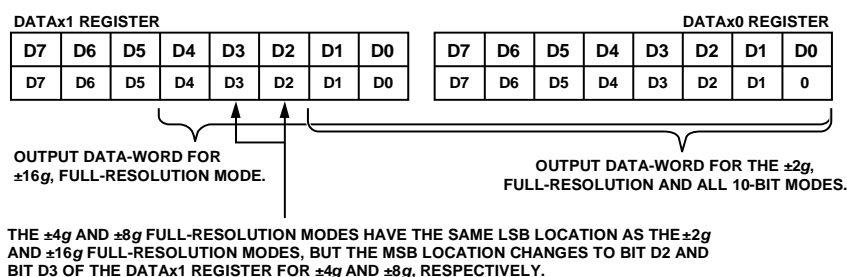 DATAx1 REGISTER DATAx0 REGISTER
D7 D6 D5 D4 D3 D2 D1 D0 D7 D6 D5 D4 D3 D2 D1 D0
D7 D6 D5 D4 D3 D2 D1 D0 D7 D6 D5 D4 D3 D2 D1 0
OUTPUT DATA-WORD FOR
±16g, FULL-RESOLUTION MODE.
OUTPUT DATA-WORD FOR THE ±2g,
FULL-RESOLUTION AND ALL 10-BIT MODES.
THE ±4g AND ±8g FULL-RESOLUTION MODES HAVE THE SAME LSB LOCATION AS THE ±2g
AND ±16g FULL-RESOLUTION MODES, BUT THE MSB LOCATION CHANGES TO BIT D2 AND
BIT D3 OF THE DATAx1 REGISTER FOR ±4g AND ±8g, RESPECTIVELY.